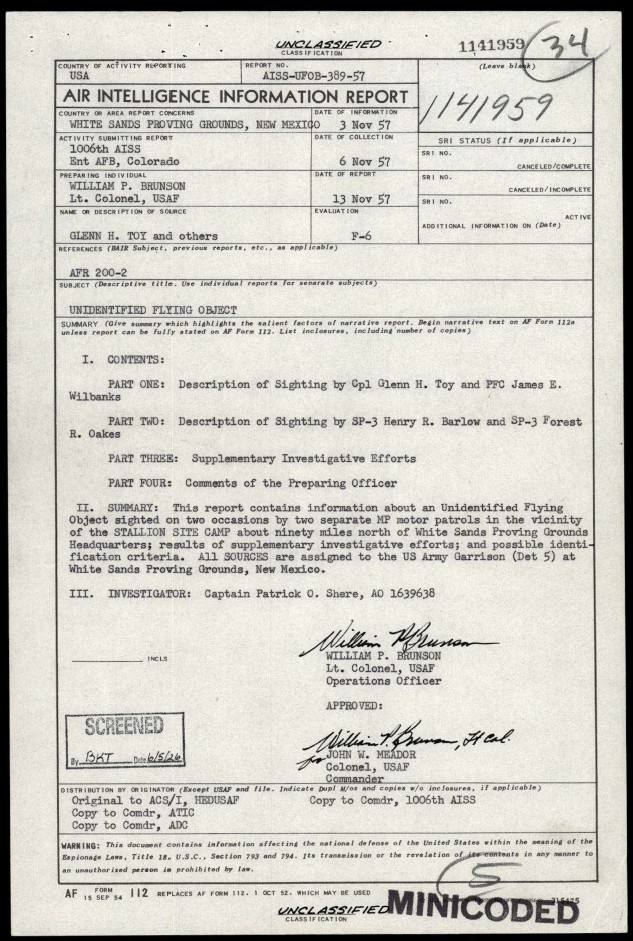 UNCLASSIFIED
CLASSIFICATION
1141959
34
COUNTRY OF ACTIVITY REPORTING
USA
REPORT NO.
AISS-UFOB-389-57
(Leave blank)
AIR INTELLIGENCE INFORMATION REPORT
1141959
COUNTRY OR AREA REPORT CONCERNS
WHITE SANDS PROVING GROUNDS, NEW MEXICO
DATE OF INFORMATION
3 Nov 57
ACTIVITY SUBMITTING REPORT
1006th AISS
Ent AFB, Colorado
DATE OF COLLECTION
6 Nov 57
SRI STATUS (If applicable)
SRI NO.
CANCELED/COMPLETE
PREPARING INDIVIDUAL
WILLIAM P. BRUNSON
Lt. Colonel, USAF
DATE OF REPORT
13 Nov 57
SRI NO.
CANCELED/INCOMPLETE
SRI NO.
ACTIVE
NAME OR DESCRIPTION OF SOURCE
GLENN H. TOY and others
EVALUATION
F-6
ADDITIONAL INFORMATION ON (Date)
REFERENCES (BAIR Subject, previous reports, etc., as applicable)
AFR 200-2
SUBJECT (Descriptive title. Use individual reports for separate subjects)
UNIDENTIFIED FLYING OBJECT
SUMMARY (Give summary which highlights the salient factors of narrative report. Begin narrative text on AF Form 112a
unless report can be fully stated on AF Form 112. List inclosures, including number of copies)
I. CONTENTS:
PART ONE: Description of Sighting by Cpl Glenn H. Toy and PFC James E.
Wilbanks
PART TWO: Description of Sighting by SP-3 Henry R. Barlow and SP-3 Forest
R. Oakes
PART THREE: Supplementary Investigative Efforts
PART FOUR: Comments of the Preparing Officer
II. SUMMARY: This report contains information about an Unidentified Flying
Object sighted on two occasions by two separate MP motor patrols in the vicinity
of the STALLION SITE CAMP about ninety miles north of White Sands Proving Grounds
Headquarters; results of supplementary investigative efforts; and possible identi-
fication criteria. All SOURCES are assigned to the US Army Garrison (Det 5) at
White Sands Proving Grounds, New Mexico.
III. INVESTIGATOR: Captain Patrick O. Shere, AO 1639638
William P Brunson
INCLS
WILLIAM P. BRUNSON
Lt. Colonel, USAF
Operations Officer
APPROVED:
SCREENED
By BKT Date 6/5/26
William P. Brunson, Lt Col.
for JOHN W. MEADOR
Colonel, USAF
Commander
DISTRIBUTION BY ORIGINATOR (Except USAF and file. Indicate Dupl M/os and copies w/o inclosures, if applicable)
Original to ACS/I, HEDUSAF
Copy to Comdr, 1006th AISS
Copy to Comdr, ATIC
Copy to Comdr, ADC
WARNING: This document contains information affecting the national defense of the United States within the meaning of the
Espionage Laws, Title 18, U.S.C., Section 793 and 794. Its transmission or the revelation of its contents in any manner to
an unauthorized person is prohibited by law.
5
AF FORM 112 REPLACES AF FORM 112, 1 OCT 52, WHICH MAY BE USED
15 SEP 54
UNCLASSIFIED
CLASSIFICATION
MINICODED